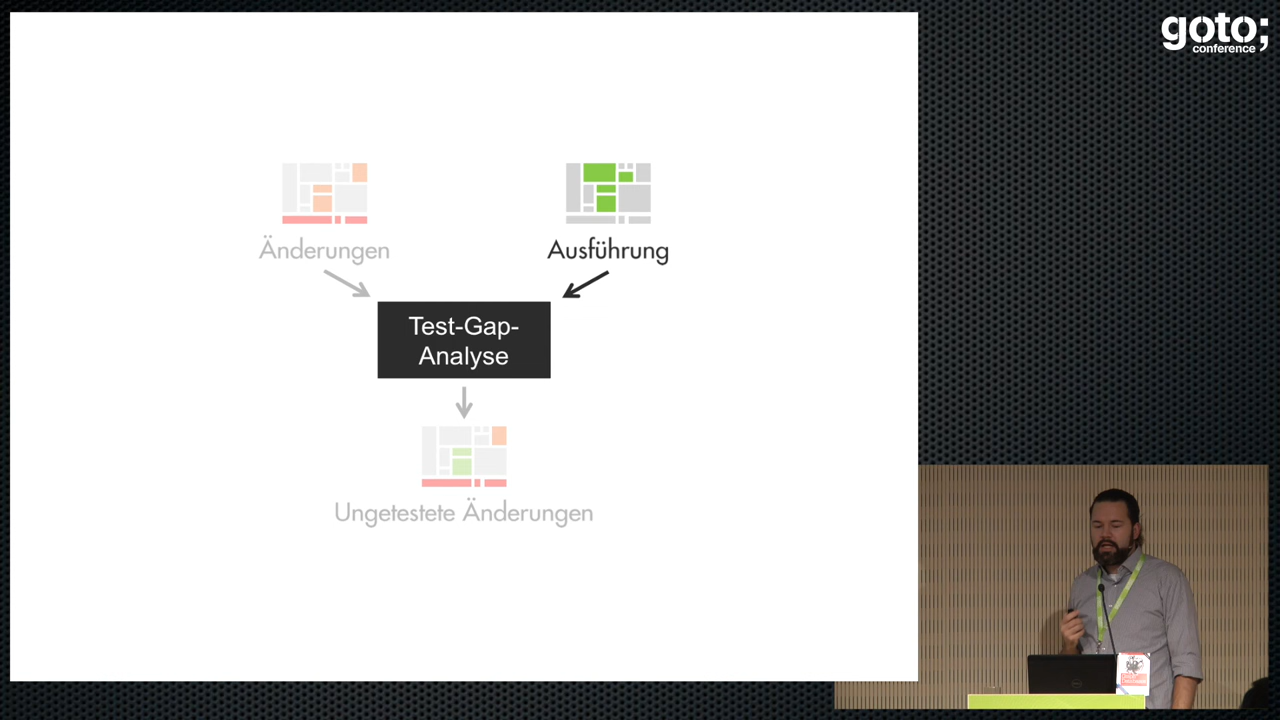 goto;
conference
Änderungen
Ausführung
Test-Gap-
Analyse
Ungetestete Änderungen